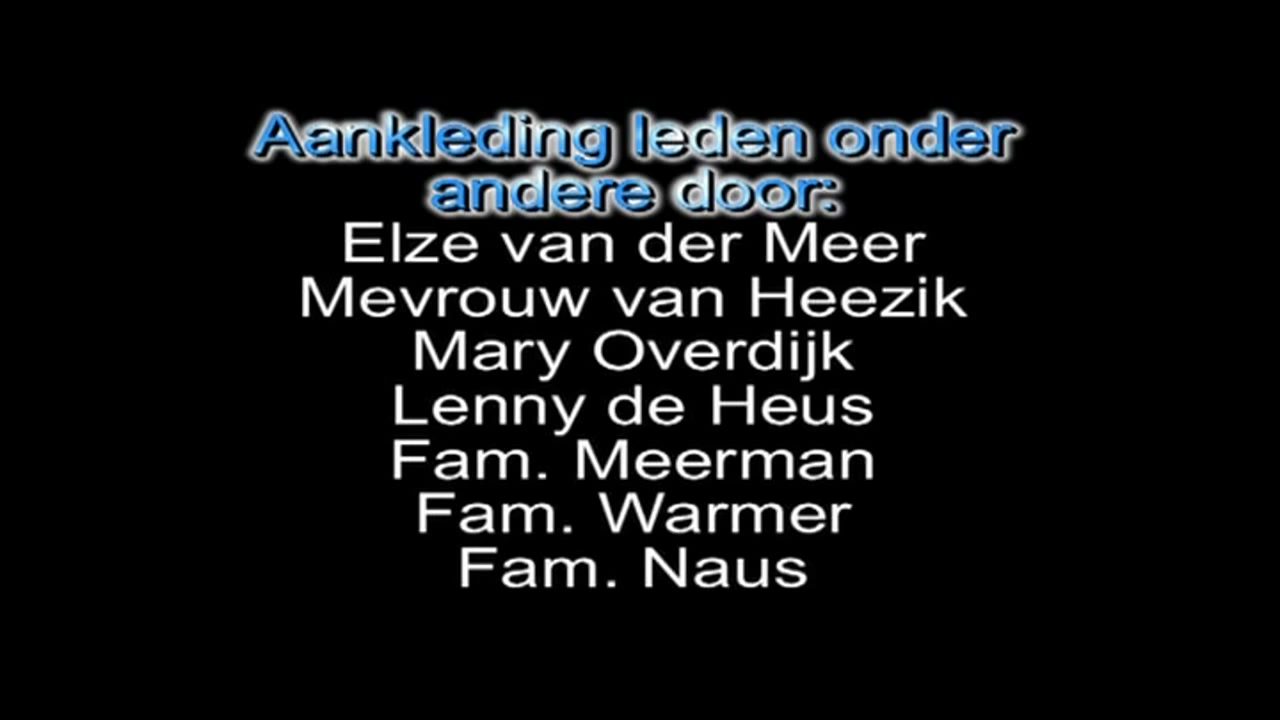 Aankleding leden onder
andere door:
Elze van der Meer
Mevrouw van Heezik
Mary Overdijk
Lenny de Heus
Fam. Meerman
Fam. Warmer
Fam. Naus